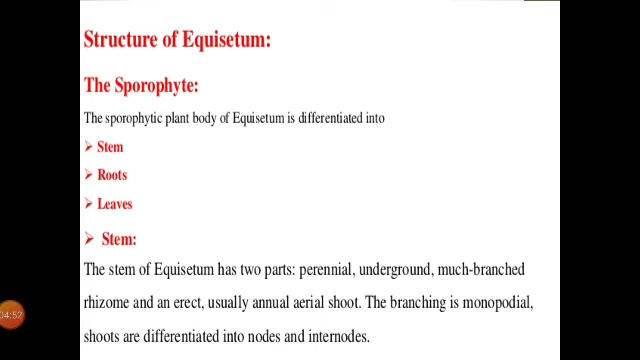 Structure of Equisetum:
The Sporophyte:
The sporophytic plant body of Equisetum is differentiated into
➢ Stem
➢ Roots
➢ Leaves
➢ Stem:
The stem of Equisetum has two parts: perennial, underground, much-branched
rhizome and an erect, usually annual aerial shoot. The branching is monopodial,
shoots are differentiated into nodes and internodes.
04:52